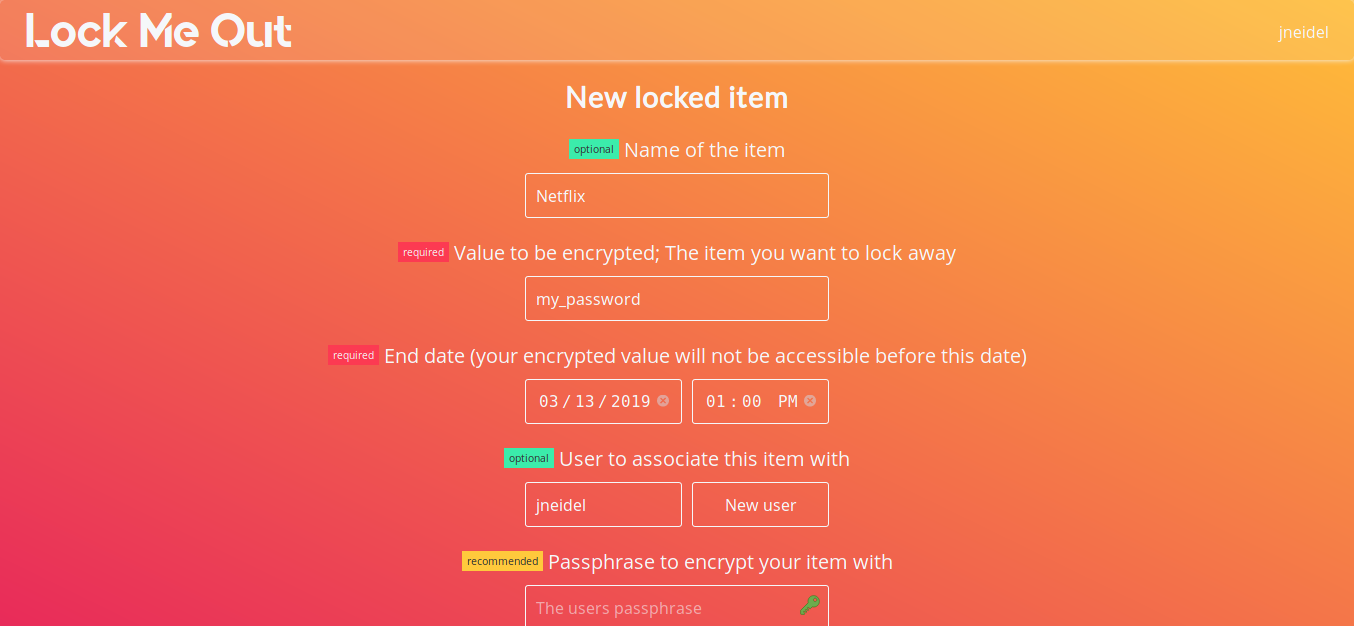 Lock Me Out jneidel
New locked item
optional Name of the item
Netflix
required Value to be encrypted; The item you want to lock away
my_password
required End date (your encrypted value will not be accessible before this date)
03/13/2019 01:00 PM
optional User to associate this item with
jneidel New user
recommended Passphrase to encrypt your item with
The users passphrase